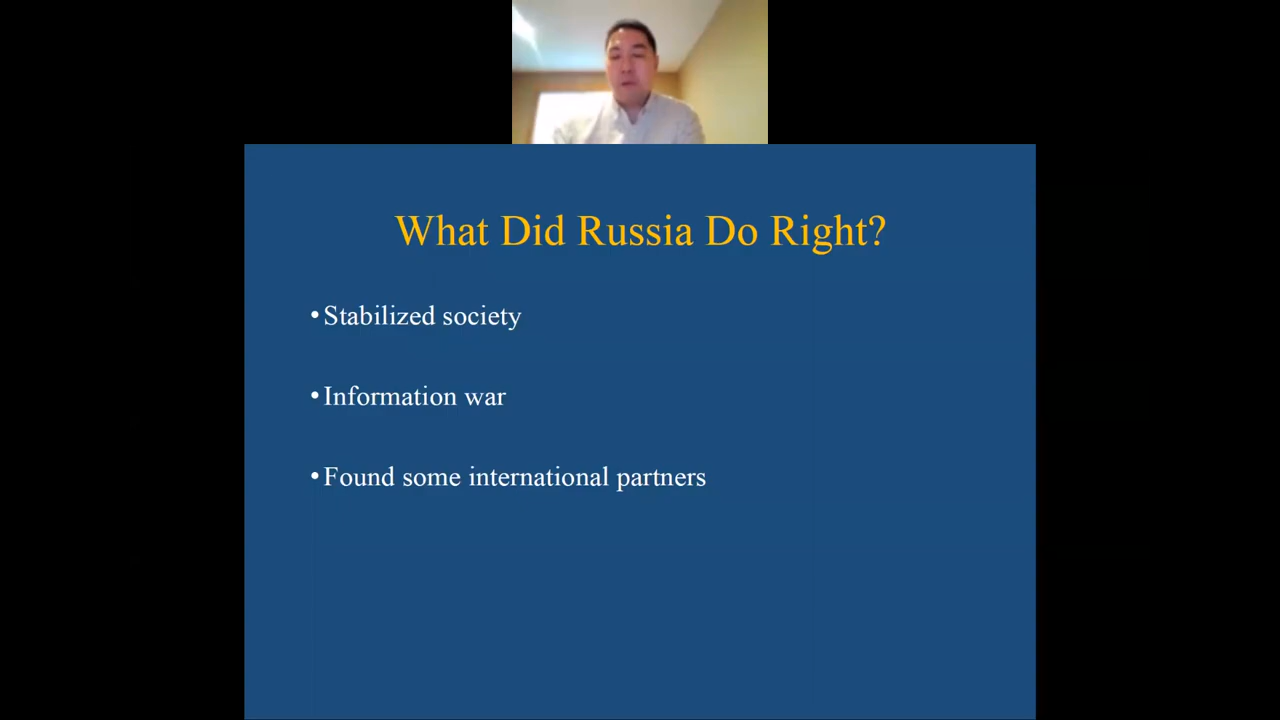 What Did Russia Do Right?
•Stabilized society
•Information war
•Found some international partners